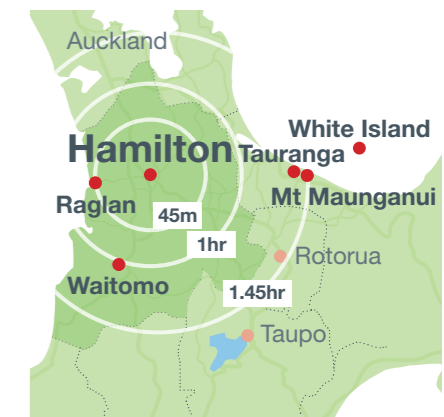 Auckland
White Island
Hamilton
Tauranga
Mt Maunganui
Raglan
45m
1hr
Rotorua
Waitomo
1.45hr
Taupo